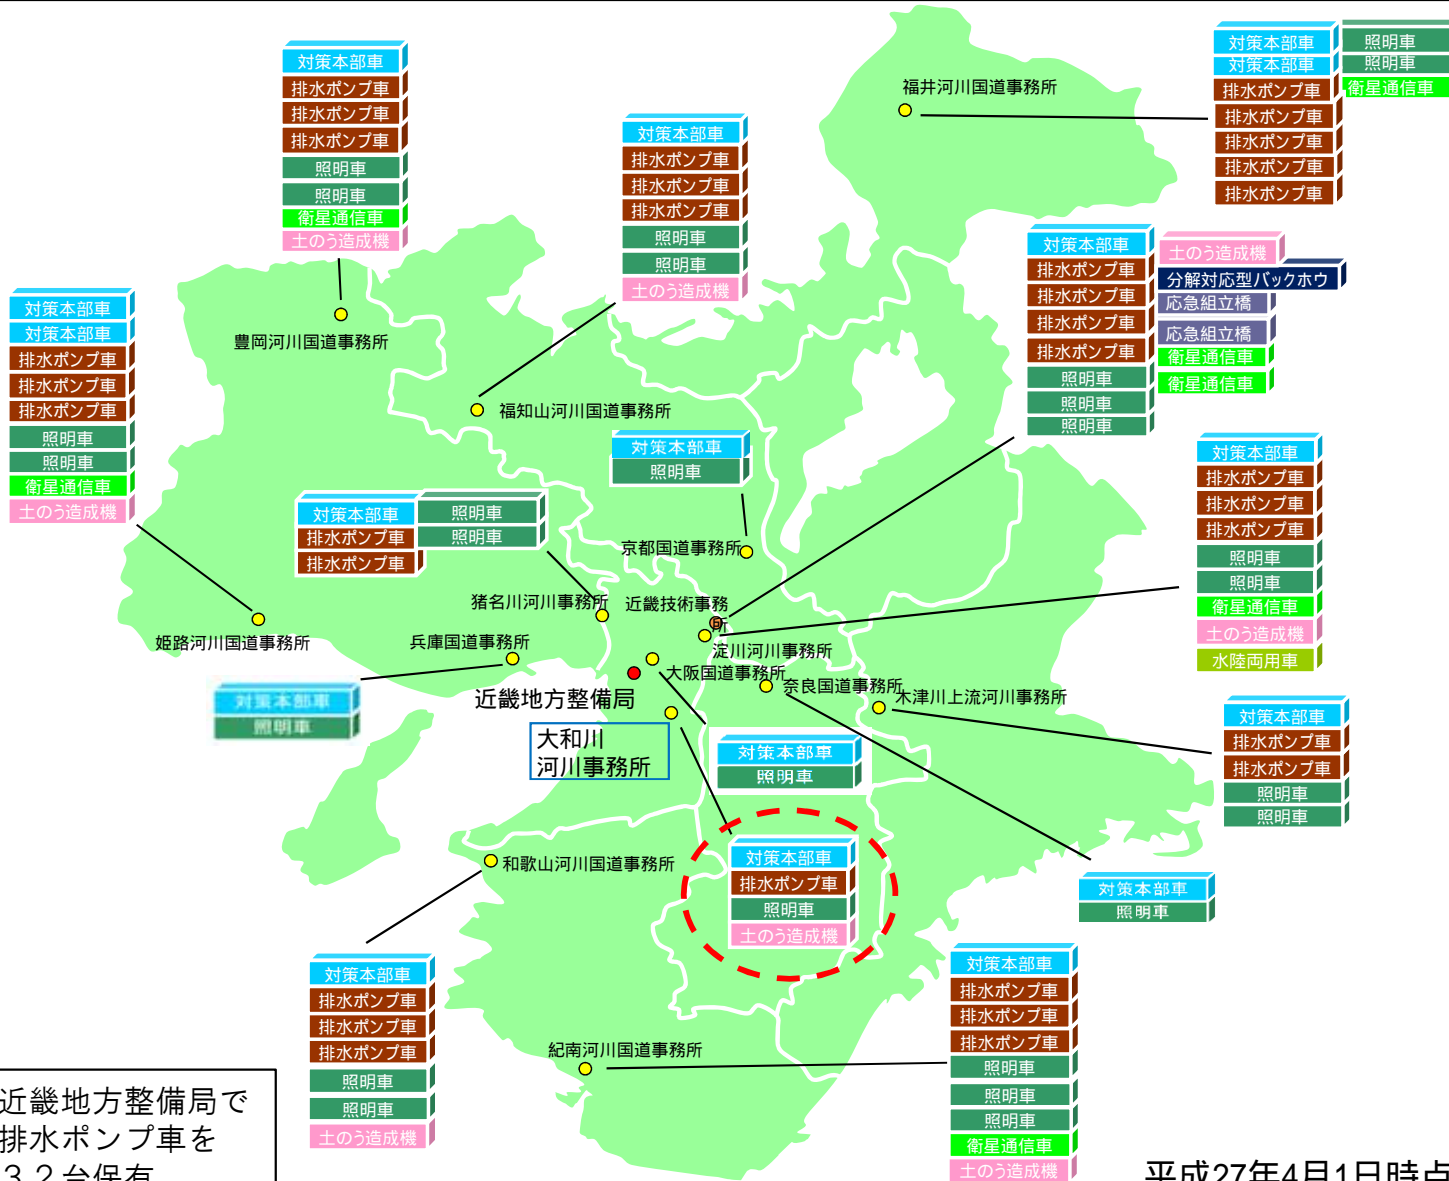 対策本部車
排水ポンプ車
排水ポンプ車
排水ポンプ車
照明車
照明車
衛星通信車
土のう造成機
豊岡河川国道事務所
対策本部車
排水ポンプ車
排水ポンプ車
排水ポンプ車
照明車
照明車
土のう造成機
福知山河川国道事務所
福井河川国道事務所
対策本部車
対策本部車
排水ポンプ車
排水ポンプ車
排水ポンプ車
排水ポンプ車
排水ポンプ車
照明車
照明車
衛星通信車
対策本部車
排水ポンプ車
排水ポンプ車
排水ポンプ車
排水ポンプ車
照明車
照明車
照明車
土のう造成機
分解対応型バックホウ
応急組立橋
応急組立橋
衛星通信車
衛星通信車
対策本部車
対策本部車
排水ポンプ車
排水ポンプ車
排水ポンプ車
照明車
照明車
衛星通信車
土のう造成機
姫路河川国道事務所
対策本部車
照明車
京都国道事務所
対策本部車
排水ポンプ車
排水ポンプ車
照明車
照明車
猪名川河川事務所
近畿技術事務
所
淀川河川事務所
対策本部車
排水ポンプ車
排水ポンプ車
排水ポンプ車
照明車
照明車
衛星通信車
土のう造成機
水陸両用車
兵庫国道事務所
対策本部車
照明車
近畿地方整備局
大阪国道事務所
奈良国道事務所
木津川上流河川事務所
大和川
河川事務所
対策本部車
照明車
対策本部車
排水ポンプ車
排水ポンプ車
照明車
照明車
対策本部車
排水ポンプ車
照明車
土のう造成機
対策本部車
照明車
和歌山河川国道事務所
対策本部車
排水ポンプ車
排水ポンプ車
排水ポンプ車
照明車
照明車
土のう造成機
紀南河川国道事務所
対策本部車
排水ポンプ車
排水ポンプ車
排水ポンプ車
照明車
照明車
照明車
衛星通信車
土のう造成機
近畿地方整備局で
排水ポンプ車を
３２台保有
平成27年4月1日時点